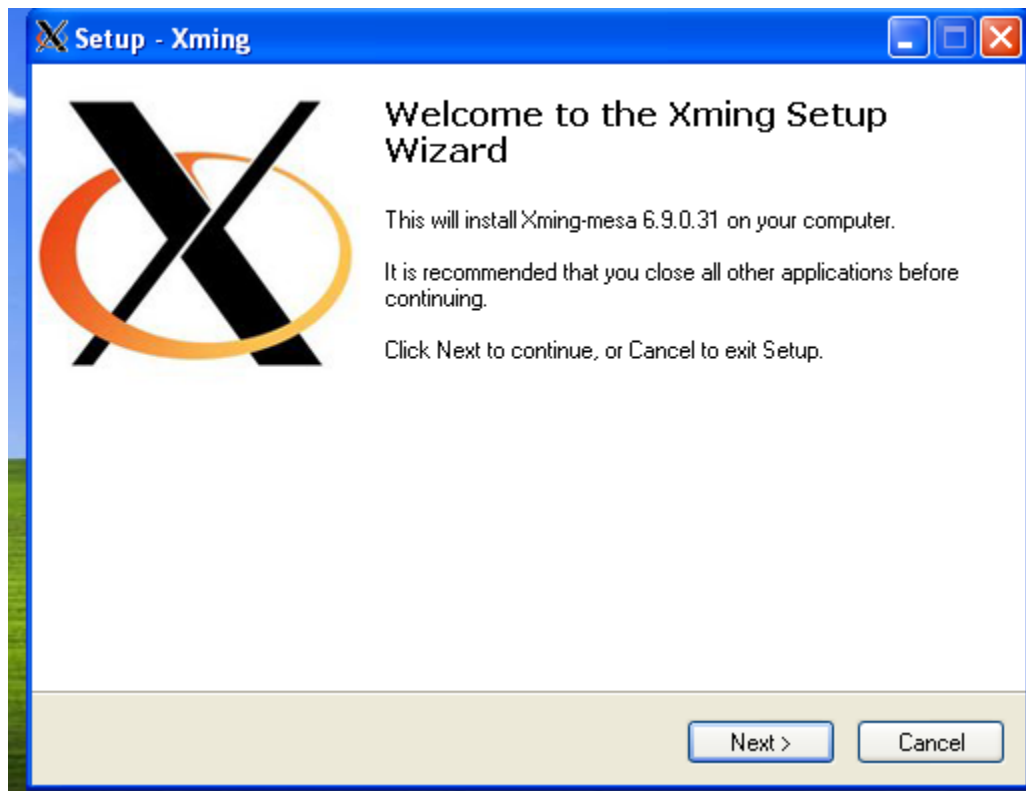 Setup - Xming
Welcome to the Xming Setup
Wizard
This will install Xming-mesa 6.9.0.31 on your computer.
It is recommended that you close all other applications before
continuing.
Click Next to continue, or Cancel to exit Setup.
Next >
Cancel